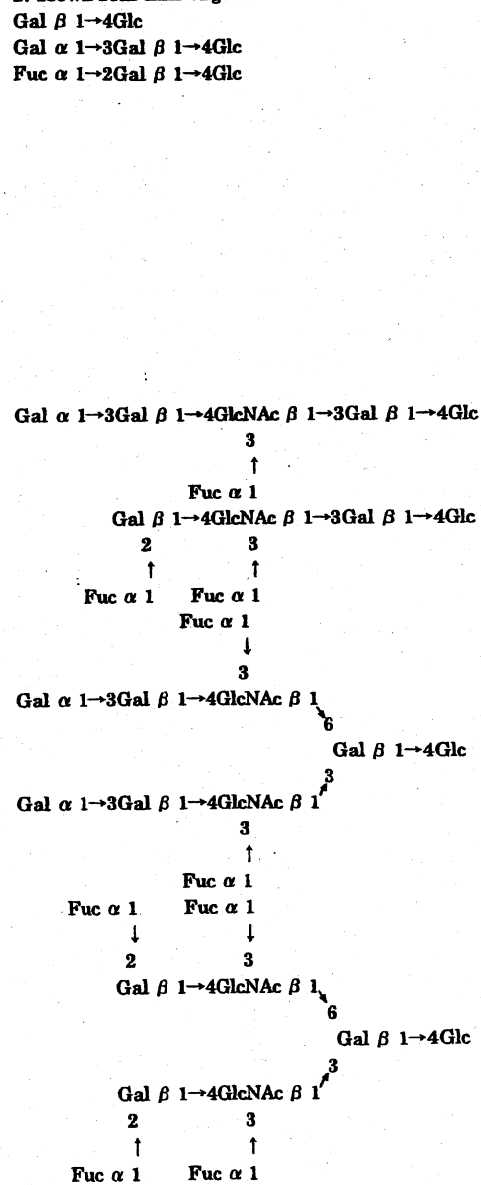 Gal β 1→4Glc
Gal α 1→3Gal β 1→4Glc
Fuc α 1→2Gal β 1→4Glc
Gal α 1→3Gal β 1→4GlcNAc β 1→3Gal β 1→4Glc
3
↑
Fuc α 1
Gal β 1→4GlcNAc β 1→3Gal β 1→4Glc
2 3
↑ ↑
Fuc α 1 Fuc α 1
Fuc α 1
↓
3
Gal α 1→3Gal β 1→4GlcNAc β 1
↘
6
Gal β 1→4Glc
3
↗
Gal α 1→3Gal β 1→4GlcNAc β 1
3
↑
Fuc α 1
Fuc α 1 Fuc α 1
↓ ↓
2 3
Gal β 1→4GlcNAc β 1
↘
6
Gal β 1→4Glc
3
↗
Gal β 1→4GlcNAc β 1
2 3
↑ ↑
Fuc α 1 Fuc α 1